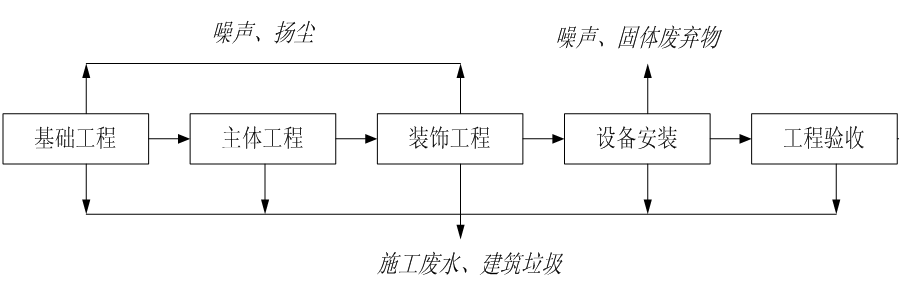 噪声、扬尘
噪声、固体废弃物
基础工程
主体工程
装饰工程
设备安装
工程验收
施工废水、建筑垃圾